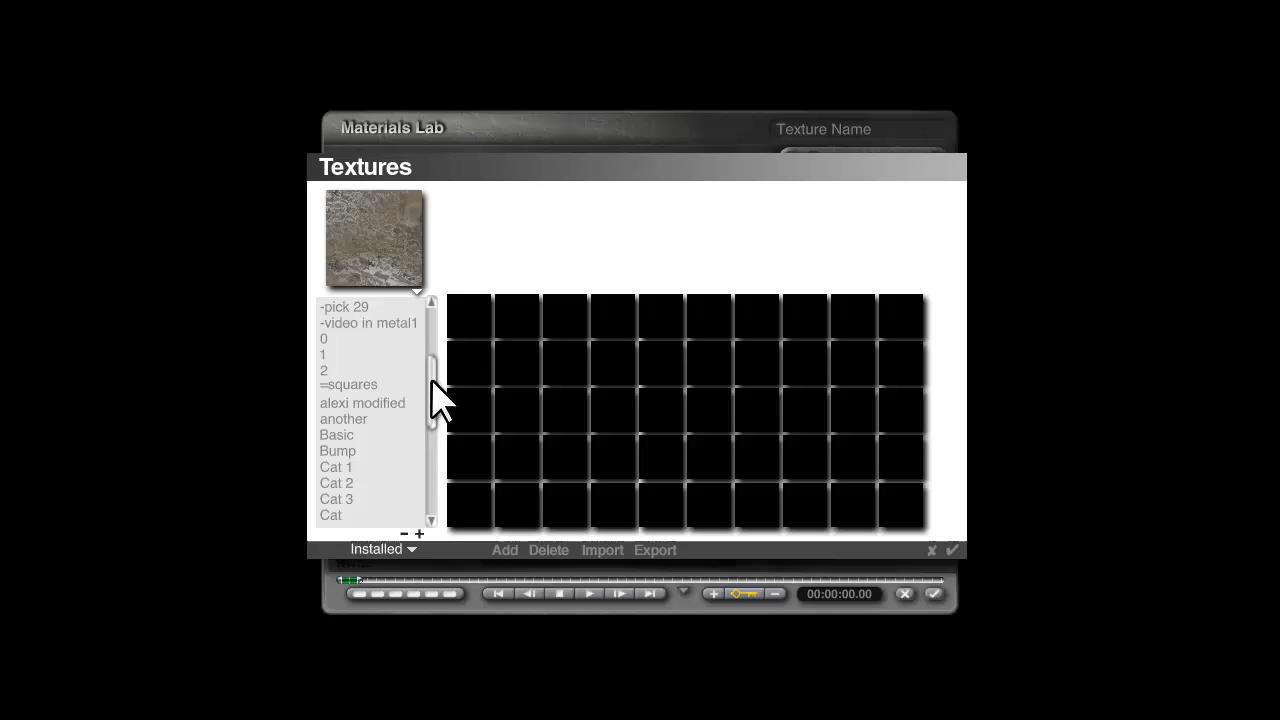 Materials Lab
Texture Name
Textures
-pick 29
-video in metal1
0
1
2
=squares
alexi modified
another
Basic
Bump
Cat 1
Cat 2
Cat 3
Cat
- +
Installed
Add Delete Import Export
00:00:00.00